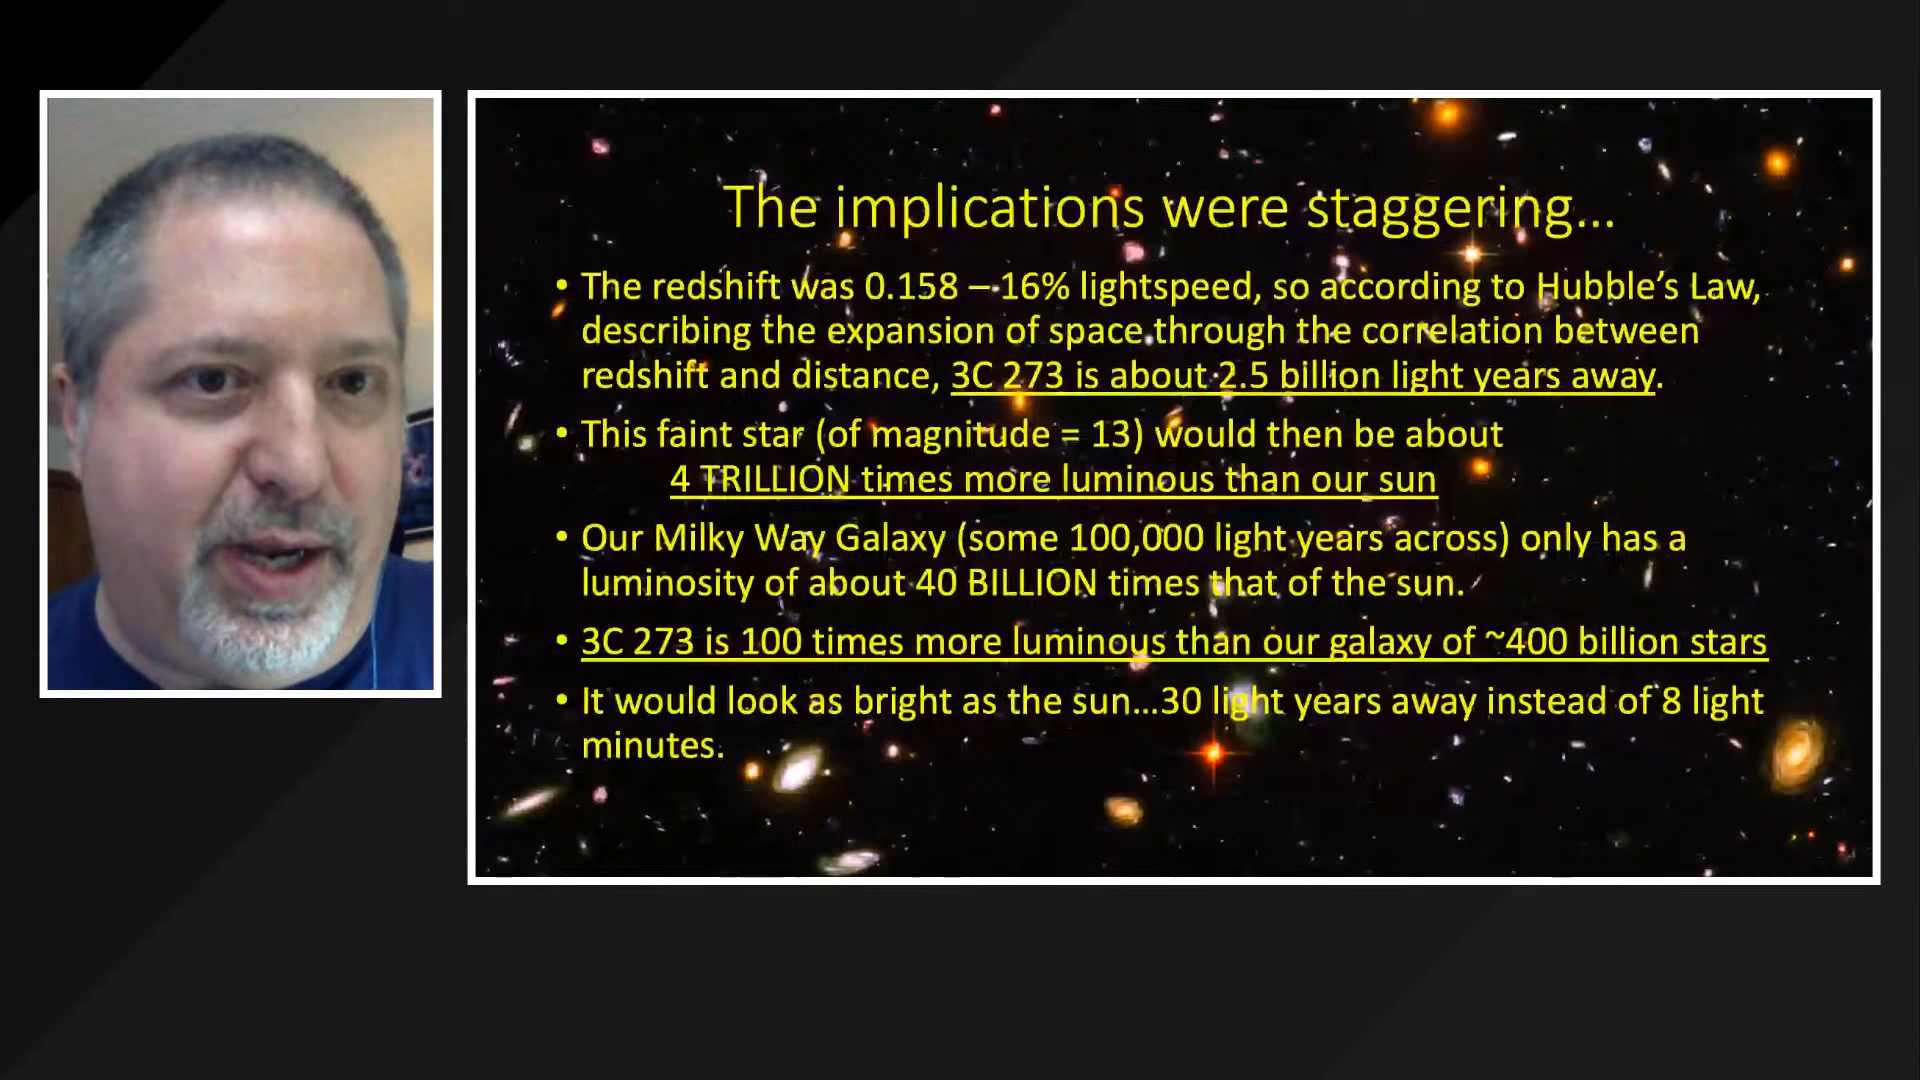 The implications were staggering...
• The redshift was 0.158 – 16% lightspeed, so according to Hubble's Law,
describing the expansion of space through the correlation between
redshift and distance, 3C 273 is about 2.5 billion light years away.
• This faint star (of magnitude = 13) would then be about
4 TRILLION times more luminous than our sun
• Our Milky Way Galaxy (some 100,000 light years across) only has a
luminosity of about 40 BILLION times that of the sun.
• 3C 273 is 100 times more luminous than our galaxy of ~400 billion stars
• It would look as bright as the sun...30 light years away instead of 8 light
minutes.